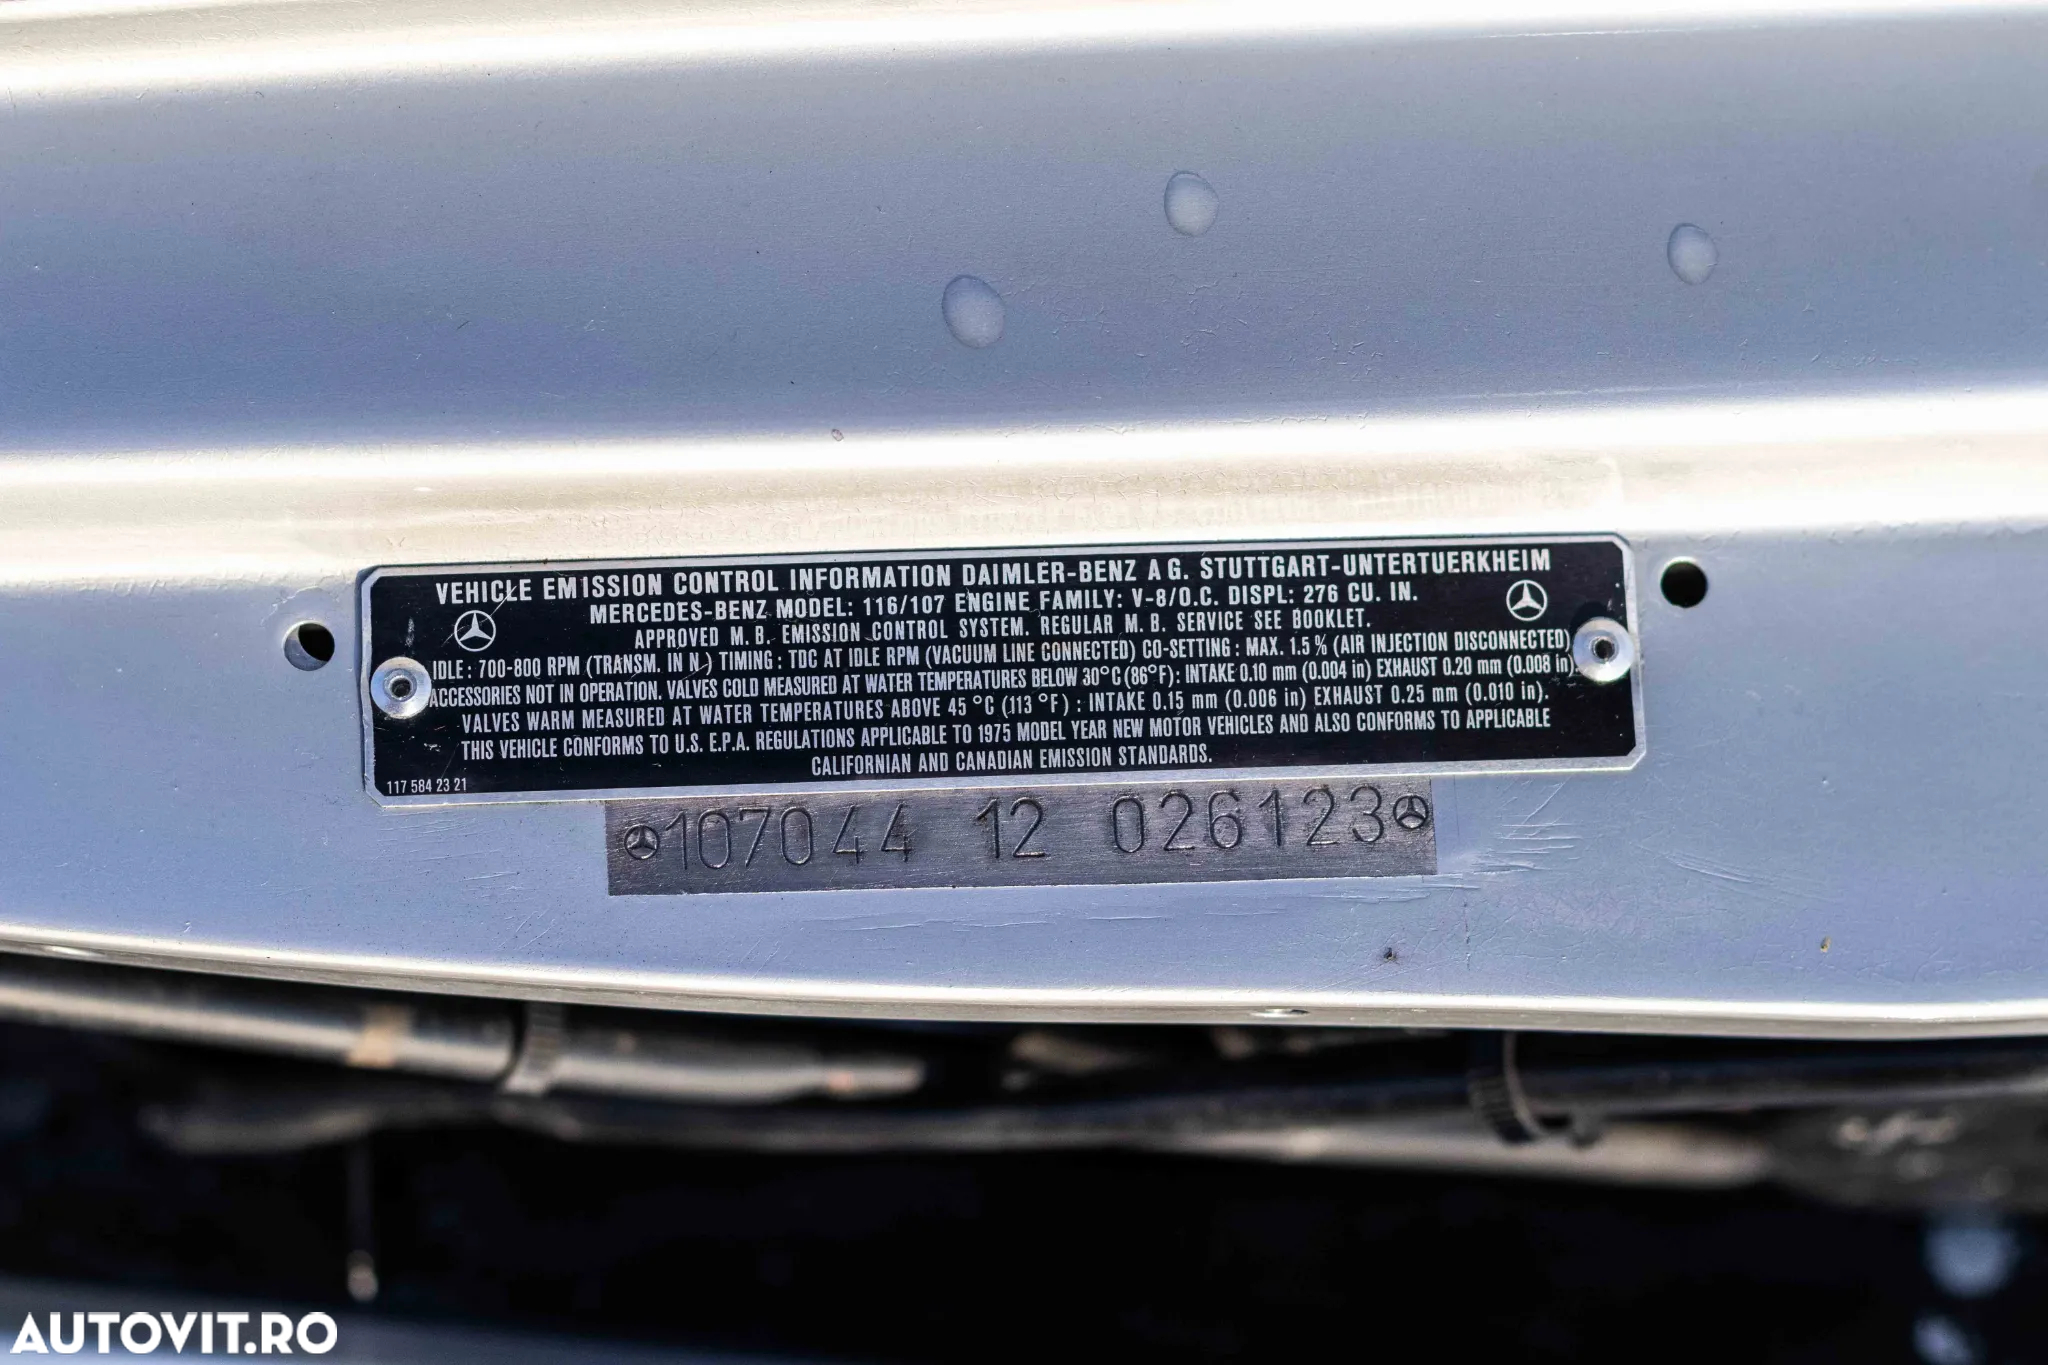 VEHICLE EMISSION CONTROL INFORMATION DAIMLER-BENZ A G. STUTTGART-UNTERTUERKHEIM
MERCEDES-BENZ MODEL: 116/107 ENGINE FAMILY: V-8/O.C. DISPL: 276 CU. IN.
APPROVED M. B. EMISSION CONTROL SYSTEM. REGULAR M. B. SERVICE SEE BOOKLET.
IDLE : 700-800 RPM (TRANSM. IN N.) TIMING : TDC AT IDLE RPM (VACUUM LINE CONNECTED) CO-SETTING : MAX. 1.5 % (AIR INJECTION DISCONNECTED)
ACCESSORIES NOT IN OPERATION. VALVES COLD MEASURED AT WATER TEMPERATURES BELOW 30°C (86°F) : INTAKE 0.10 mm (0.004 in) EXHAUST 0.20 mm (0.008 in).
VALVES WARM MEASURED AT WATER TEMPERATURES ABOVE 45 °C (113 °F) : INTAKE 0.15 mm (0.006 in) EXHAUST 0.25 mm (0.010 in).
THIS VEHICLE CONFORMS TO U.S. E.P.A. REGULATIONS APPLICABLE TO 1975 MODEL YEAR NEW MOTOR VEHICLES AND ALSO CONFORMS TO APPLICABLE
CALIFORNIAN AND CANADIAN EMISSION STANDARDS.
117 584 23 21
107044 12 026123
AUTOVIT.RO